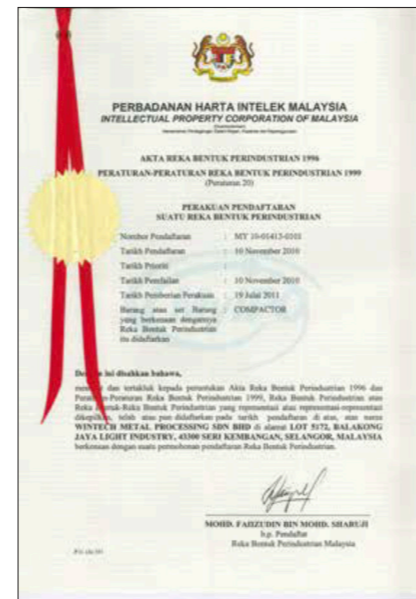 PERBADANAN HARTA INTELEK MALAYSIA
INTELLECTUAL PROPERTY CORPORATION OF MALAYSIA
AKTA REKA BENTUK PERINDUSTRIAN 1996
PERATURAN-PERATURAN REKA BENTUK PERINDUSTRIAN 1999
(Peraturan 20)
PERAKUAN PENDAFTARAN
SUATU REKA BENTUK PERINDUSTRIAN
Nombor Pendaftaran : MY 10-01413-0101
Tarikh Pendaftaran : 10 November 2010
Tarikh Prioriti :
Tarikh Pemfailan : 10 November 2010
Tarikh Pemberian Perakuan : 19 Julai 2011
Barang atau set Barang : COMPACTOR
yang berkenaan dengannya
Reka Bentuk Perindustrian
itu didaftarkan
ini disahkan bahawa,
dan tertakluk kepada peruntukan Akta Reka Bentuk Perindustrian 1996 dan
Peraturan Reka Bentuk Perindustrian 1999, Reka Bentuk Perindustrian atau
Reka Bentuk-Reka Bentuk Perindustrian yang representasi atau representasi-representasi
dikepilkan, telah atau pun didaftarkan pada tarikh pendaftaran di atas, atas nama
WINTECH METAL PROCESSING SDN BHD di alamat LOT 5172, BALAKONG
JAYA LIGHT INDUSTRY, 43300 SERI KEMBANGAN, SELANGOR, MALAYSIA
berkenaan dengan suatu permohonan pendaftaran Reka Bentuk Perindustrian.
MOHD. FAHZUDIN BIN MOHD. SHARUJI
b.p. Pendaftar
Reka Bentuk Perindustrian Malaysia